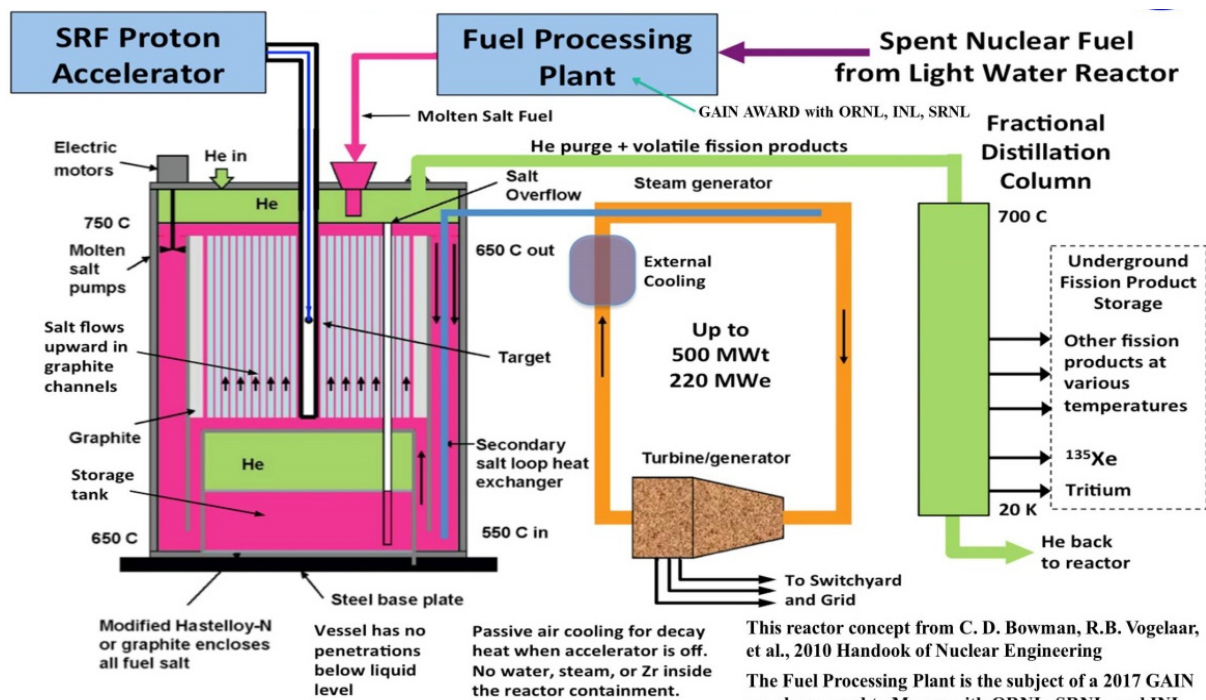 SRF Proton
Accelerator
Fuel Processing
Plant
Spent Nuclear Fuel
from Light Water Reactor
GAIN AWARD with ORNL, INL, SRNL
Molten Salt Fuel
Electric
motors
He in
He purge + volatile fission products
Fractional
Distillation
Column
Salt
Overflow
Steam generator
He
750 C
Molten
salt
pumps
650 C out
External
Cooling
700 C
Underground
Fission Product
Storage
Salt flows
upward in
graphite
channels
Target
Up to
500 MWt
220 MWe
Other fission
products at
various
temperatures
Graphite
He
Secondary
salt loop heat
exchanger
Turbine/generator
¹³⁵Xe
Tritium
Storage
tank
650 C
550 C in
20 K
He back
to reactor
To Switchyard
and Grid
Steel base plate
Modified Hastelloy-N
or graphite encloses
all fuel salt
Vessel has no
penetrations
below liquid
level
Passive air cooling for decay
heat when accelerator is off.
No water, steam, or Zr inside
the reactor containment.
This reactor concept from C. D. Bowman, R.B. Vogelaar,
et al., 2010 Handook of Nuclear Engineering
The Fuel Processing Plant is the subject of a 2017 GAIN